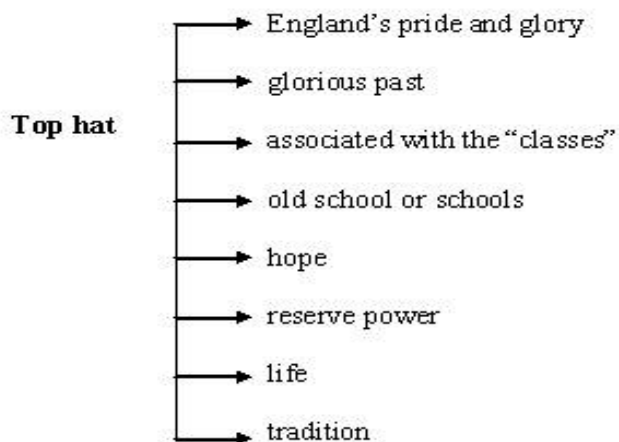 England’s pride and glory
glorious past
Top hat
associated with the “classes”
old school or schools
hope
reserve power
life
tradition